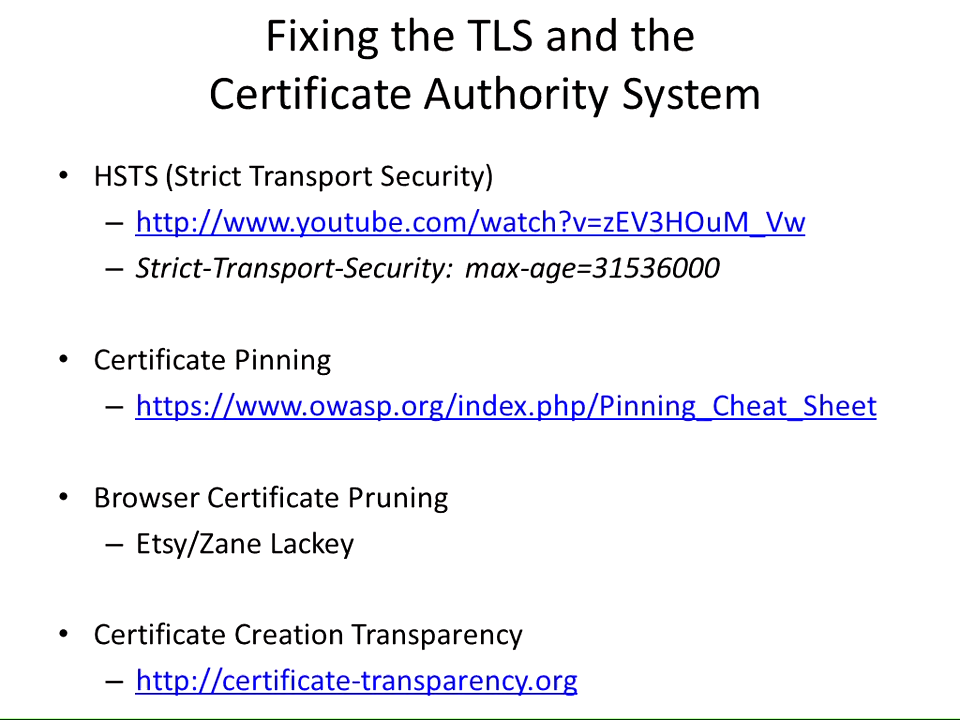 Fixing the TLS and the
Certificate Authority System
• HSTS (Strict Transport Security)
– http://www.youtube.com/watch?v=zEV3HOuM_Vw
– Strict-Transport-Security: max-age=31536000
• Certificate Pinning
– https://www.owasp.org/index.php/Pinning_Cheat_Sheet
• Browser Certificate Pruning
– Etsy/Zane Lackey
• Certificate Creation Transparency
– http://certificate-transparency.org